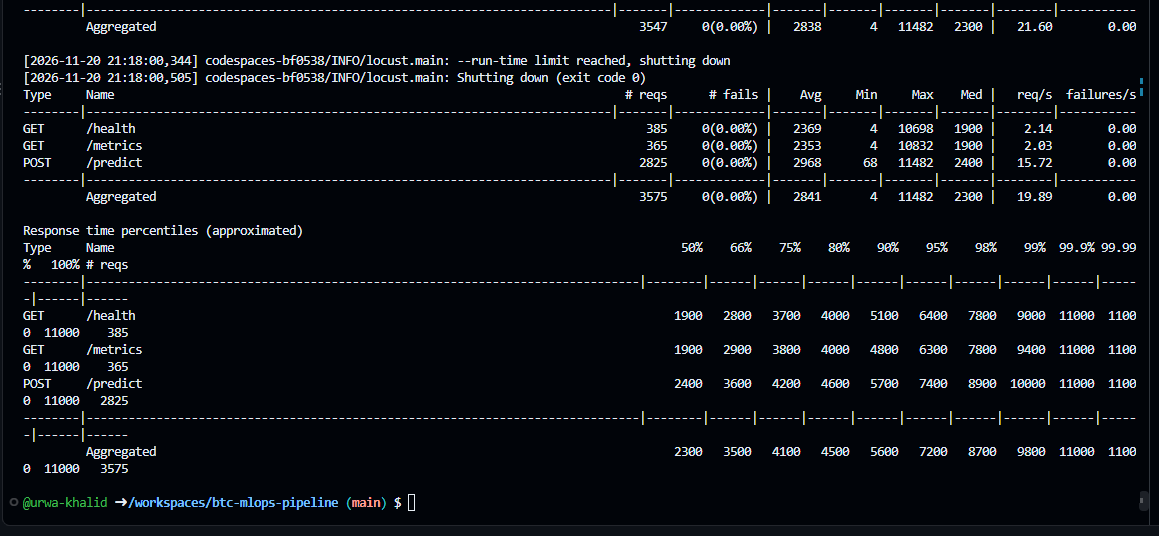 --------|----------------------------------------------------------------------------|-------|-------------|-------|-------|-------|-------|--------|-----------
         Aggregated                                                                    3547     0(0.00%) |   2838       4   11482   2300 |   21.60        0.00

[2026-11-20 21:18:00,344] codespaces-bf0538/INFO/locust.main: --run-time limit reached, shutting down
[2026-11-20 21:18:00,505] codespaces-bf0538/INFO/locust.main: Shutting down (exit code 0)
Type     Name                                                                        # reqs      # fails |    Avg     Min     Max    Med |   req/s  failures/s
--------|----------------------------------------------------------------------------|-------|-------------|-------|-------|-------|-------|--------|-----------
GET      /health                                                                        385     0(0.00%) |   2369       4   10698   1900 |    2.14        0.00
GET      /metrics                                                                       365     0(0.00%) |   2353       4   10832   1900 |    2.03        0.00
POST     /predict                                                                      2825     0(0.00%) |   2968      68   11482   2400 |   15.72        0.00
--------|----------------------------------------------------------------------------|-------|-------------|-------|-------|-------|-------|--------|-----------
         Aggregated                                                                    3575     0(0.00%) |   2841       4   11482   2300 |   19.89        0.00

Response time percentiles (approximated)
Type     Name                                                                                50%    66%    75%    80%    90%    95%    98%    99%  99.9% 99.99
%   100% # reqs
--------|--------------------------------------------------------------------------------|--------|------|------|------|------|------|------|------|------|-----
-|------|------
GET      /health                                                                            1900   2800   3700   4000   5100   6400   7800   9000  11000  1100
0  11000    385
GET      /metrics                                                                           1900   2900   3800   4000   4800   6300   7800   9400  11000  1100
0  11000    365
POST     /predict                                                                           2400   3600   4200   4600   5700   7400   8900  10000  11000  1100
0  11000   2825
--------|--------------------------------------------------------------------------------|--------|------|------|------|------|------|------|------|------|-----
-|------|------
         Aggregated                                                                         2300   3500   4100   4500   5600   7200   8700   9800  11000  1100
0  11000   3575

@urwa-khalid ➜/workspaces/btc-mlops-pipeline (main) $